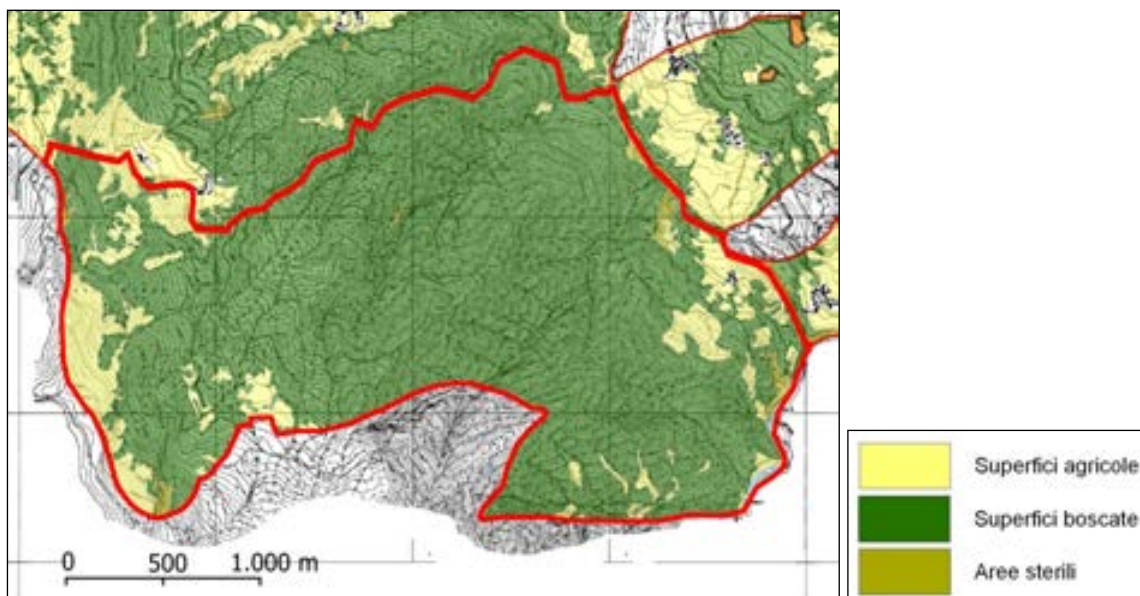 0 500 1.000 m
Superfici agricole
Superfici boscate
Aree sterili